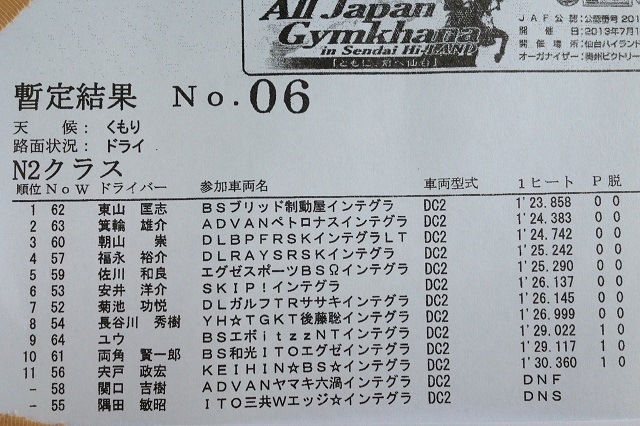 All Japan
Gymkhana
in Sendai Hi-LAND
JAF公認：公認番号201
開催日：2013年7月1
開催場所：仙台ハイランド
オーガナイザー：奥州ビクトリー
暫定結果 No.06
天候： くもり
路面状況： ドライ
N2クラス
順位 No W ドライバー 参加車両名 車両型式 1ヒート P 脱
1 62 東山 匡志 BSブリッド制動屋インテグラ DC2 1'23.858 0 0
2 63 箕輪 雄介 ADVANペトロナスインテグラ DC2 1'24.383 0 0
3 60 朝山 崇 DLBPFRSKインテグラLT DC2 1'24.742 0 0
4 57 福永 裕介 DLRAYSRSKインテグラ DC2 1'25.242 0 0
5 59 佐川 和良 エグゼスポーツBSΩインテグラ DC2 1'25.290 0 0
6 53 安井 洋介 SKIP!インテグラ DC2 1'26.137 0 0
7 52 菊池 功悦 DLガルフTRササキインテグラ DC2 1'26.145 0 0
8 54 長谷川 秀樹 YH☆TGKT後藤聡インテグラ DC2 1'26.999 0 0
9 64 ユウ BSエボitzzNTインテグラ DC2 1'29.022 1 0
10 61 両角 賢一郎 BS和光ITOエグゼインテグラ DC2 1'29.117 1 0
11 56 宍戸 政宏 KEIHIN☆BS☆インテグラ DC2 1'30.360 1 0
- 58 関口 吉樹 ADVANヤマキ六渦インテグラ DC2 DNF
- 55 隅田 敏昭 ITO三共Wエッジ☆インテグラ DC2 DNS